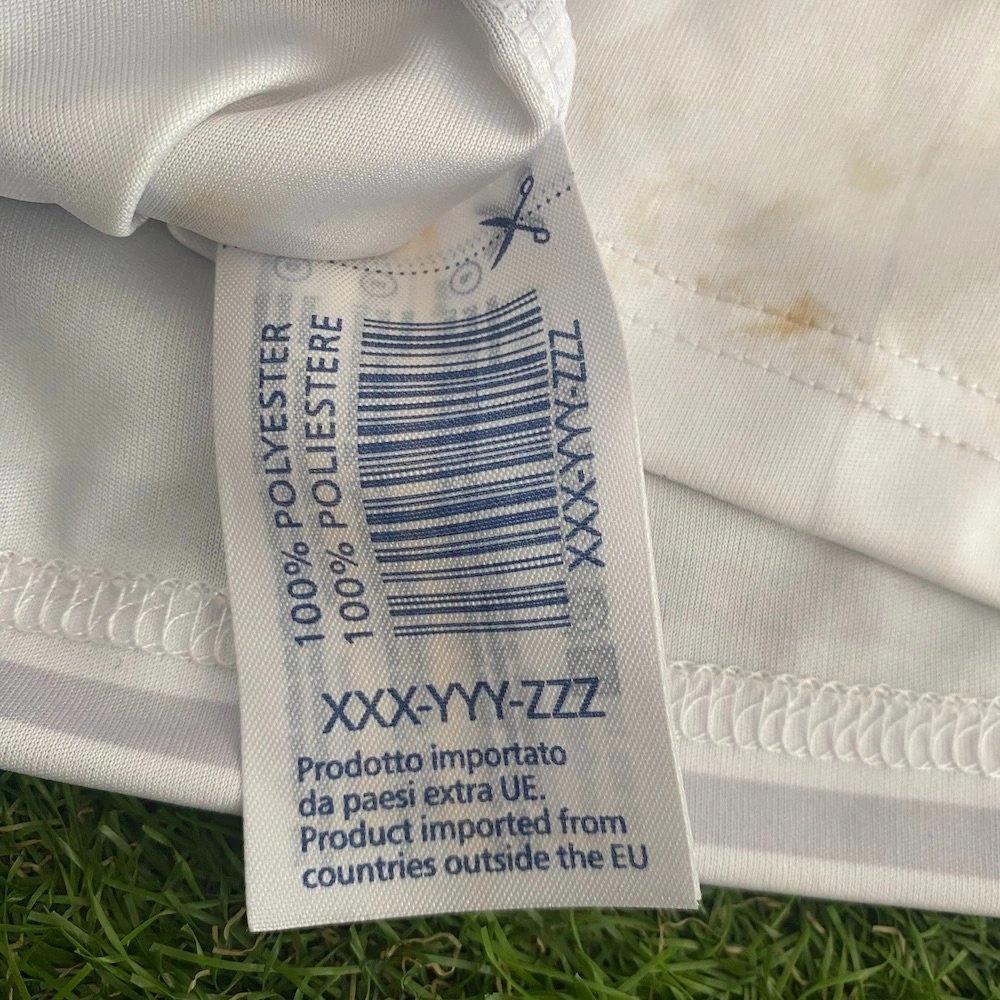 100% POLYESTER
100% POLIESTERE
XXX-YYY-ZZZ
XXX-YYY-ZZZ
Prodotto importato
da paesi extra UE.
Product imported from
countries outside the EU